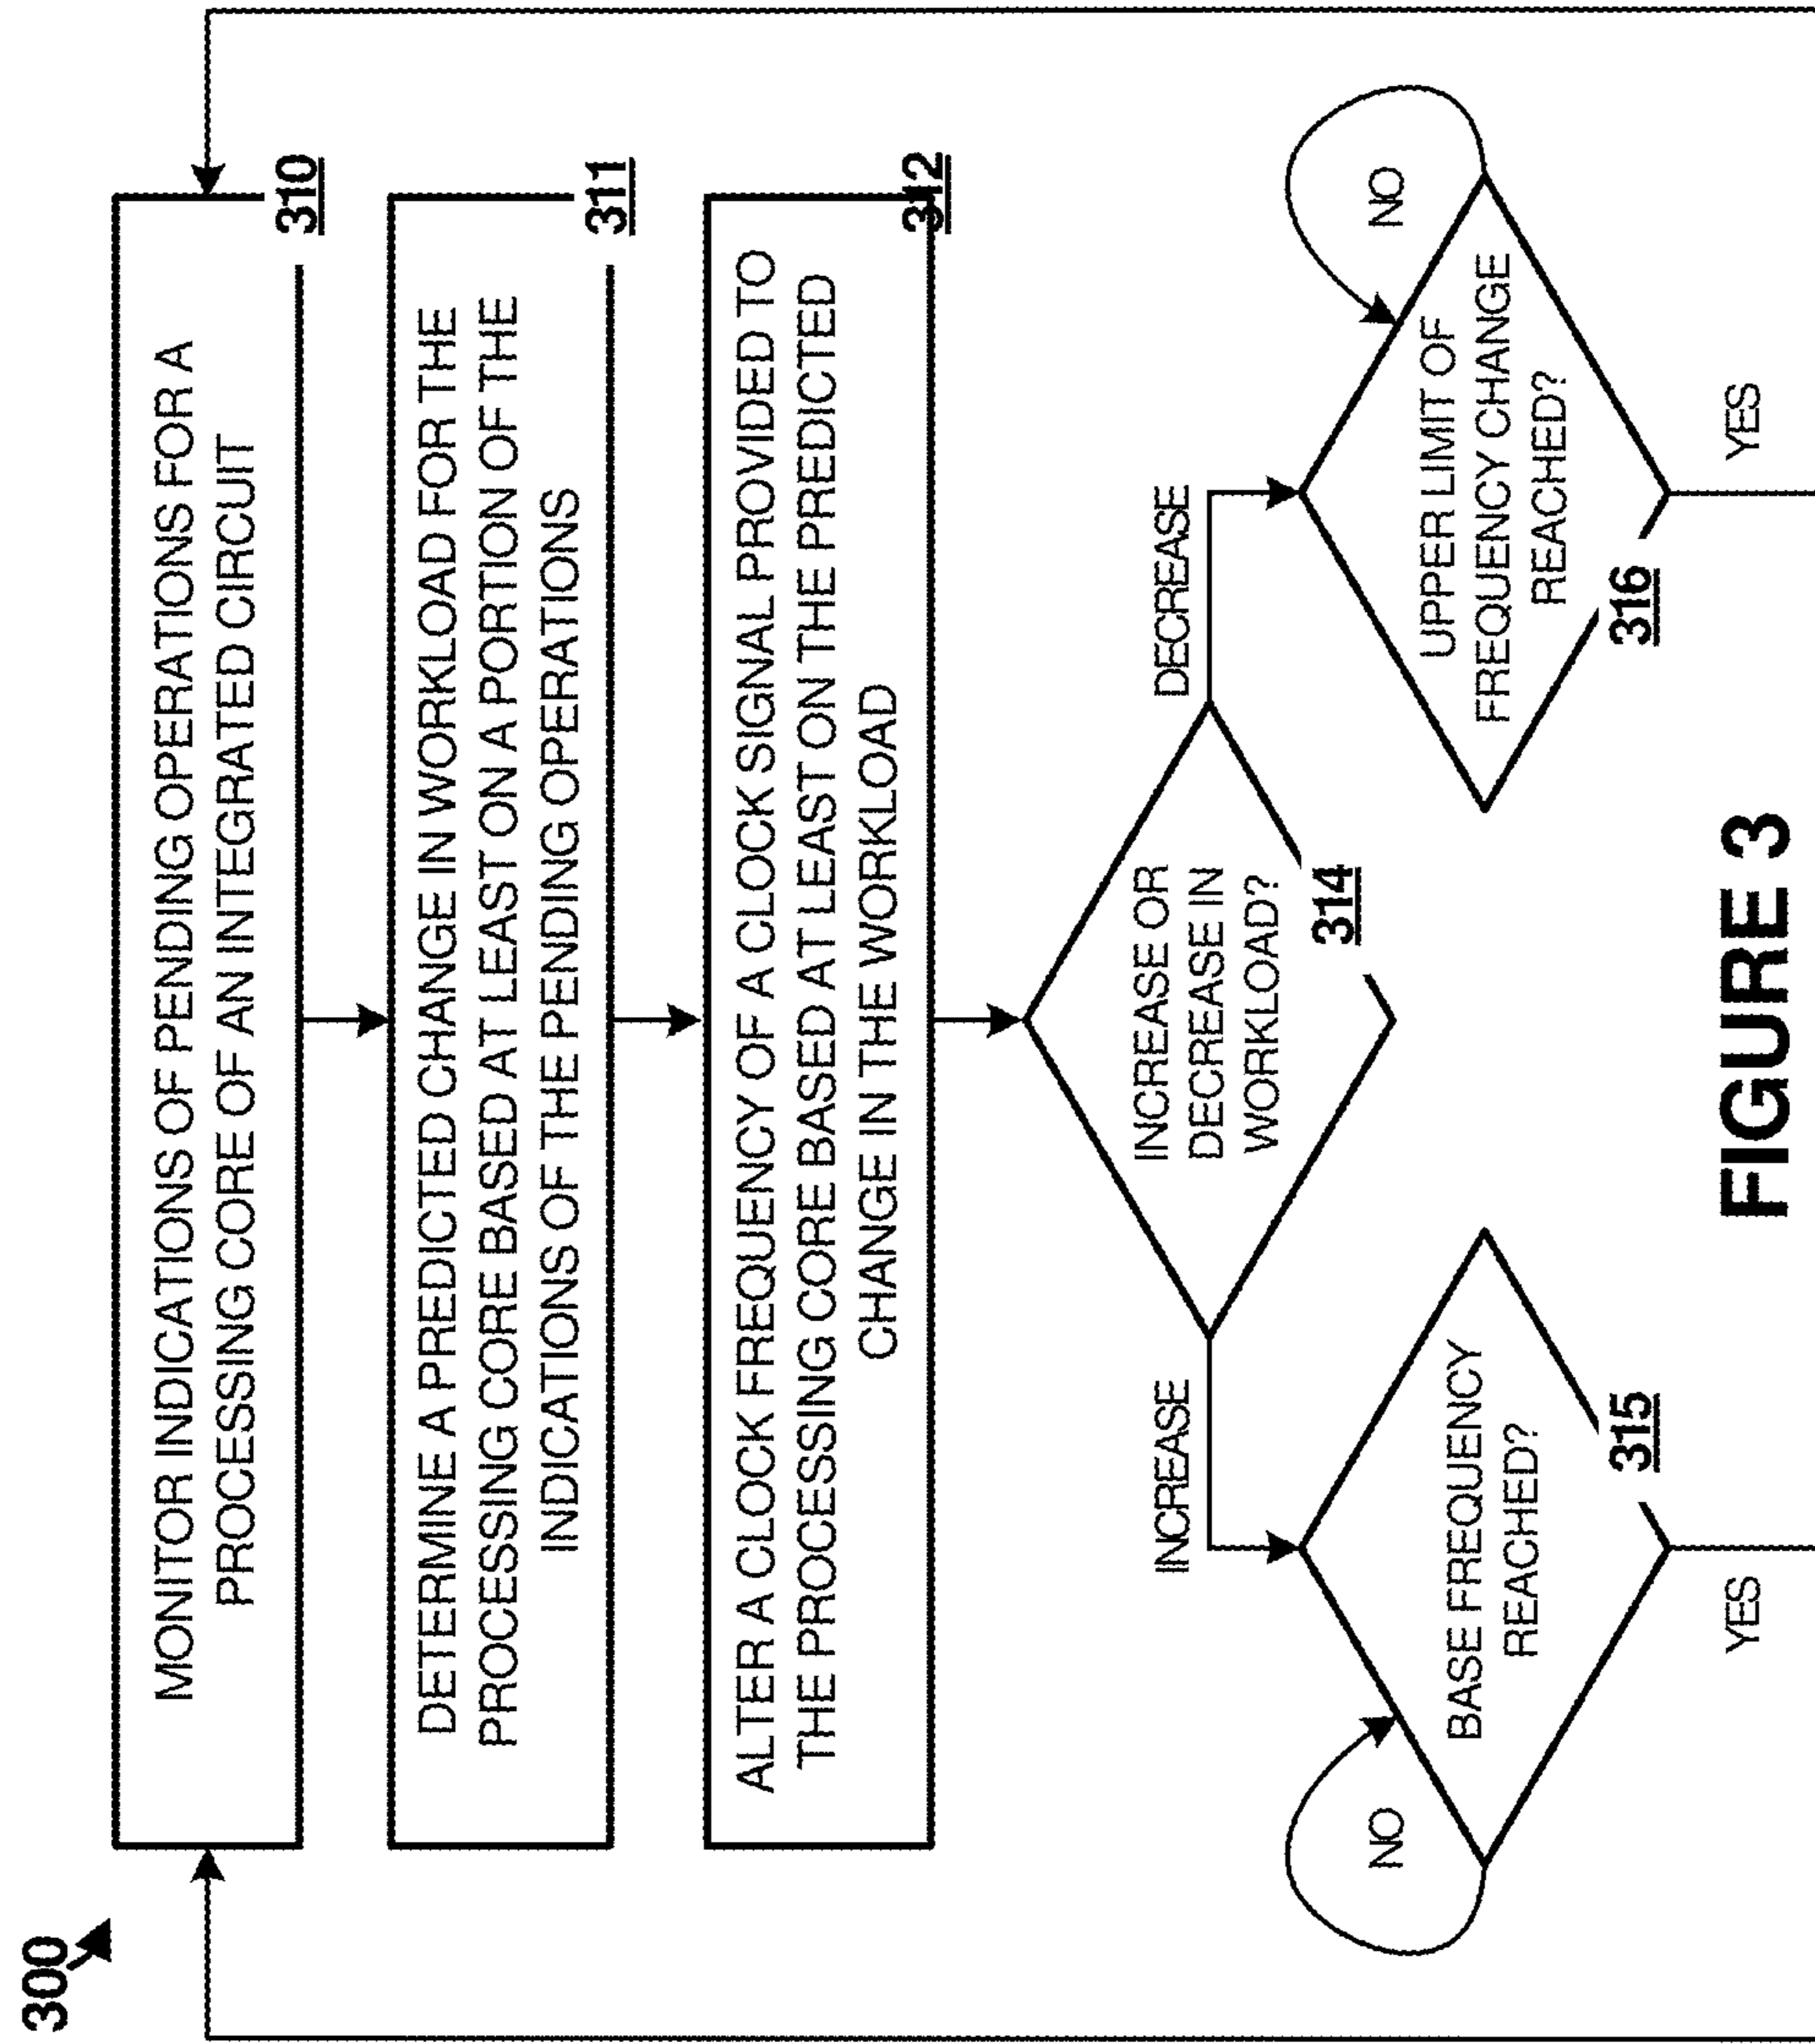 300
MONITOR INDICATIONS OF PENDING OPERATIONS FOR A
PROCESSING CORE OF AN INTEGRATED CIRCUIT
310
DETERMINE A PREDICTED CHANGE IN WORKLOAD FOR THE
PROCESSING CORE BASED AT LEAST ON A PORTION OF THE
INDICATIONS OF THE PENDING OPERATIONS
311
ALTER A CLOCK FREQUENCY OF A CLOCK SIGNAL PROVIDED TO
THE PROCESSING CORE BASED AT LEAST ON THE PREDICTED
CHANGE IN THE WORKLOAD
312
INCREASE OR
DECREASE IN
WORKLOAD?
314
INCREASE
DECREASE
NO
BASE FREQUENCY
REACHED?
315
YES
NO
UPPER LIMIT OF
FREQUENCY CHANGE
REACHED?
316
YES
FIGURE 3